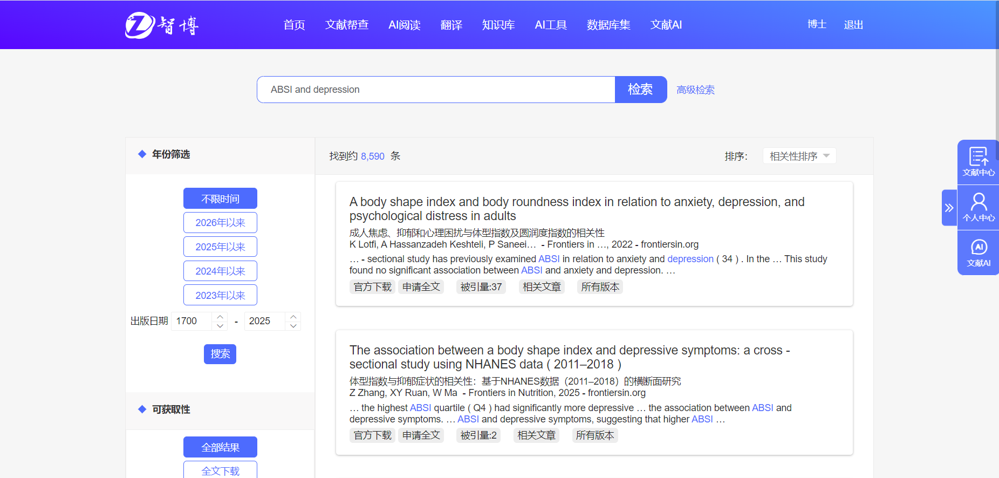 智博
首页 文献帮查 AI阅读 翻译 知识库 AI工具 数据库集 文献AI 博士 退出
ABSI and depression 检索 高级检索
年份筛选
不限时间
2026年以来
2025年以来
2024年以来
2023年以来
出版日期 1700 - 2025
搜索
可获取性
全部结果
全文下载
找到约 8,590 条 排序： 相关性排序
A body shape index and body roundness index in relation to anxiety, depression, and
psychological distress in adults
成人焦虑、抑郁和心理困扰与体型指数及圆润度指数的相关性
K Lotfi, A Hassanzadeh Keshteli, P Saneei… - Frontiers in …, 2022 - frontiersin.org
… - sectional study has previously examined ABSI in relation to anxiety and depression ( 34 ) . In the … This study
found no significant association between ABSI and anxiety and depression. …
官方下载 申请全文 被引量:37 相关文章 所有版本
The association between a body shape index and depressive symptoms: a cross -
sectional study using NHANES data ( 2011–2018 )
体型指数与抑郁症状的相关性：基于NHANES数据（2011–2018）的横断面研究
Z Zhang, XY Ruan, W Ma - Frontiers in Nutrition, 2025 - frontiersin.org
… the highest ABSI quartile ( Q4 ) had significantly more depressive … the association between ABSI and
depressive symptoms. … ABSI and depressive symptoms, suggesting that higher ABSI …
官方下载 申请全文 被引量:2 相关文章 所有版本
文献中心
个人中心
AI
文献AI